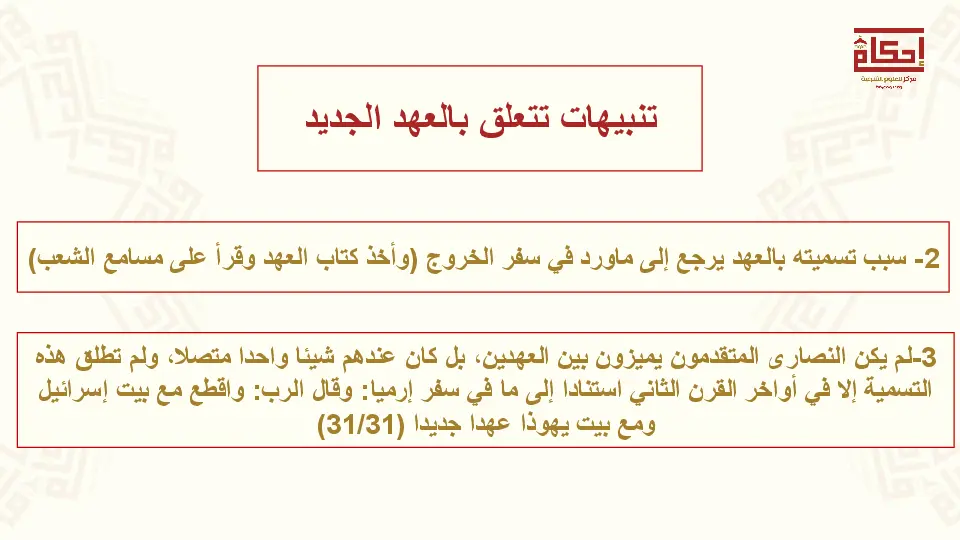 إحكام
مركز للعلوم الشرعية
تنبيهات تتعلق بالعهد الجديد
2- سبب تسميته بالعهد يرجع إلى ماورد في سفر الخروج (وأخذ كتاب العهد وقرأ على مسامع الشعب)
3-لم يكن النصارى المتقدمون يميزون بين العهدين، بل كان عندهم شيئا واحدا متصلا، ولم تطلق هذه
التسمية إلا في أواخر القرن الثاني استنادا إلى ما في سفر إرميا: وقال الرب: واقطع مع بيت إسرائيل
ومع بيت يهوذا عهدا جديدا (31/31)